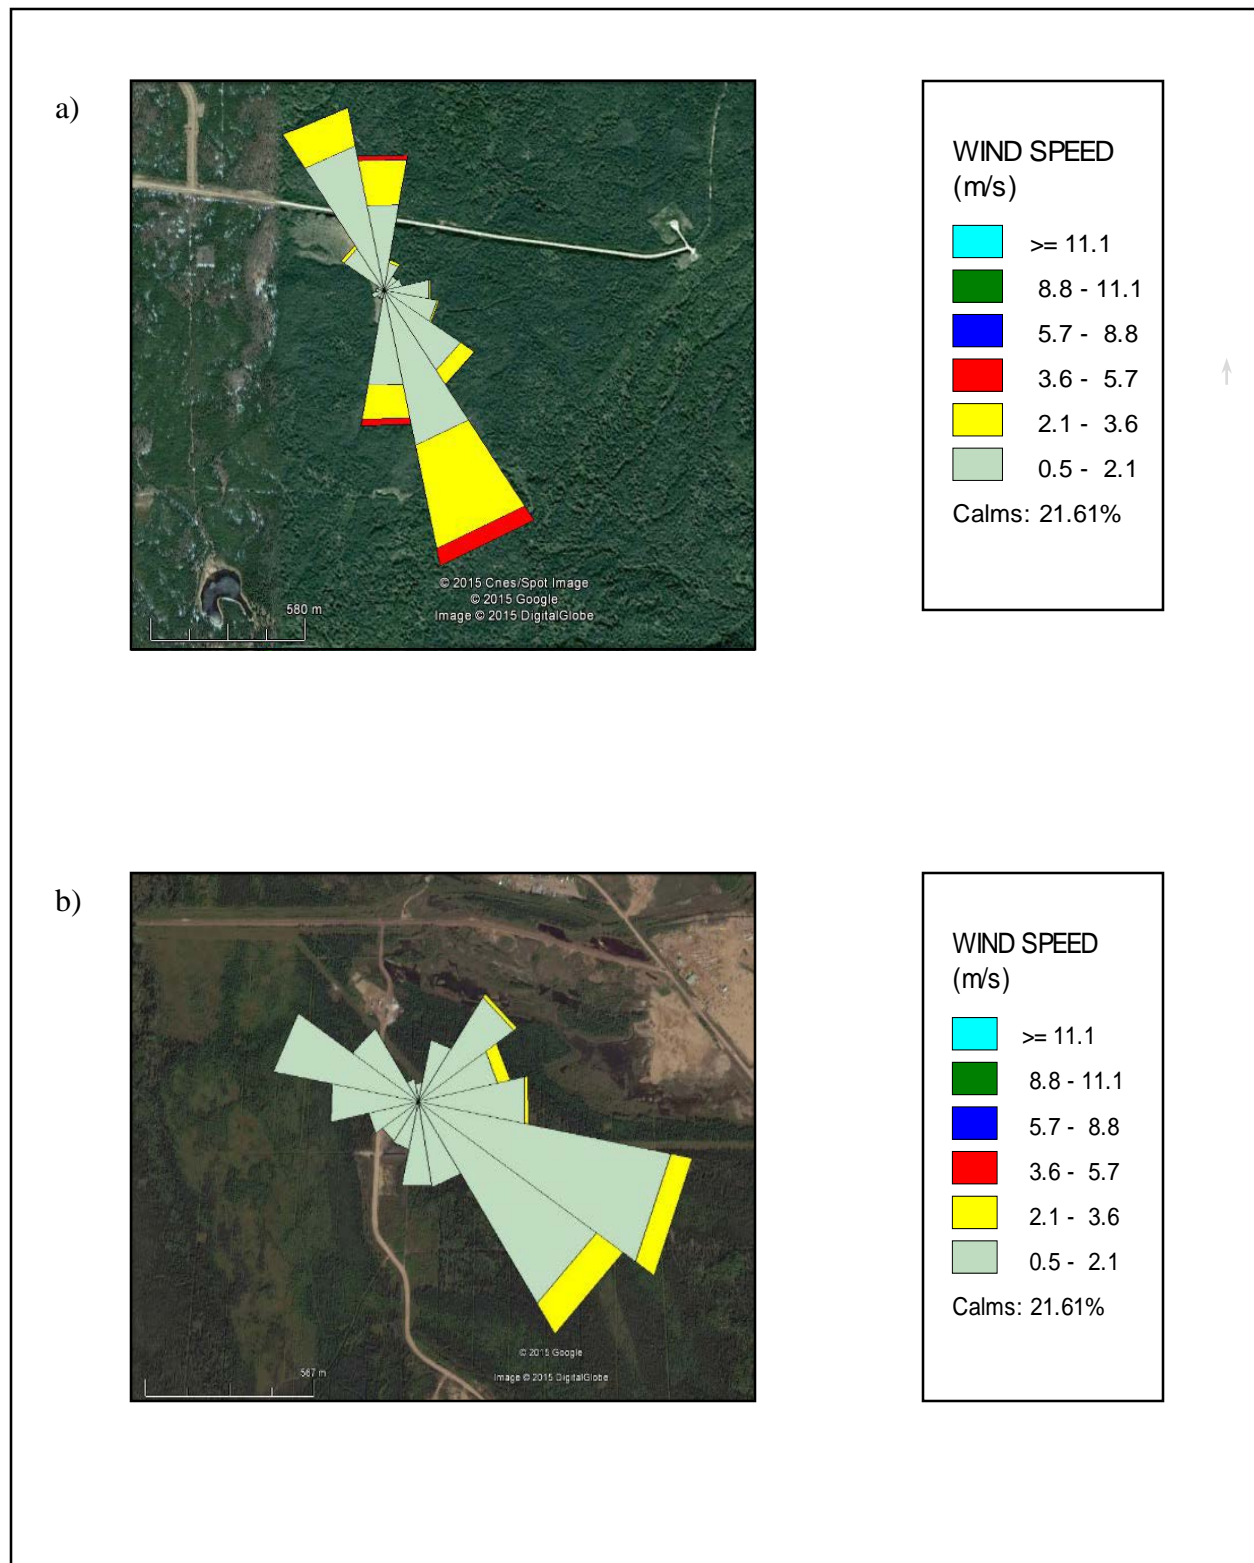 a)
© 2015 Cnes/Spot Image
© 2015 Google
Image © 2015 DigitalGlobe
580 m
WIND SPEED
(m/s)
>= 11.1
8.8 - 11.1
5.7 - 8.8
3.6 - 5.7
2.1 - 3.6
0.5 - 2.1
Calms: 21.61%
b)
© 2015 Google
Image © 2015 DigitalGlobe
567 m
WIND SPEED
(m/s)
>= 11.1
8.8 - 11.1
5.7 - 8.8
3.6 - 5.7
2.1 - 3.6
0.5 - 2.1
Calms: 21.61%